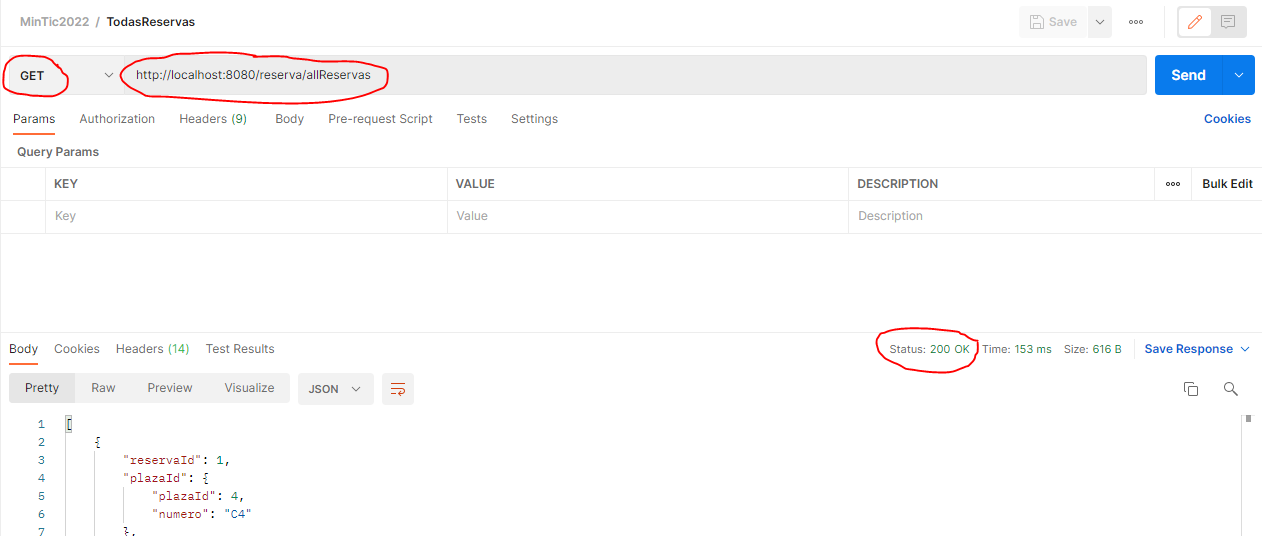 MinTic2022 / TodasReservas
Save
GET
http://localhost:8080/reserva/allReservas
Send
Params Authorization Headers (9) Body Pre-request Script Tests Settings Cookies
Query Params
KEY VALUE DESCRIPTION Bulk Edit
Key Value Description
Body Cookies Headers (14) Test Results Status: 200 OK Time: 153 ms Size: 616 B Save Response
Pretty Raw Preview Visualize JSON
1 [
2 {
3 "reservaId": 1,
4 "plazaId": {
5 "plazaId": 4,
6 "numero": "C4"
7 },